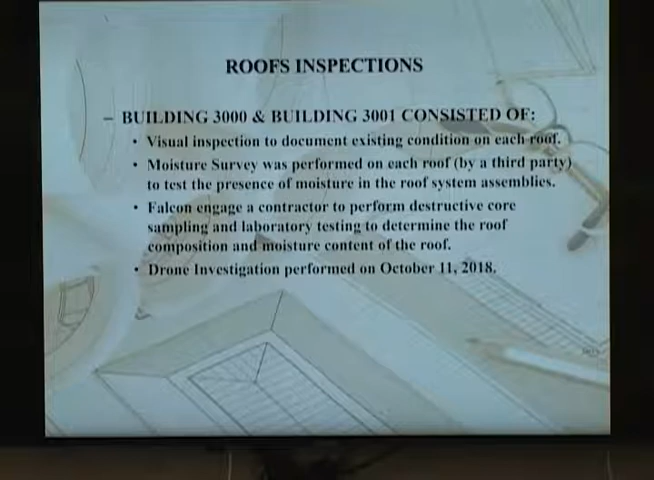 ROOFS INSPECTIONS
– BUILDING 3000 & BUILDING 3001 CONSISTED OF:
• Visual inspection to document existing condition on each roof.
• Moisture Survey was performed on each roof (by a third party)
to test the presence of moisture in the roof system assemblies.
• Falcon engage a contractor to perform destructive core
sampling and laboratory testing to determine the roof
composition and moisture content of the roof.
• Drone Investigation performed on October 11, 2018.